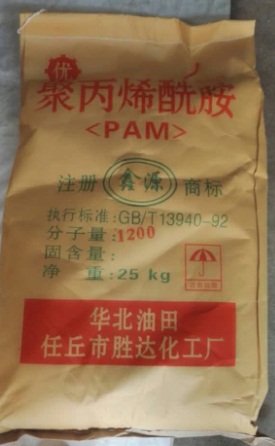 优
聚丙烯酰胺
<PAM>
注册 鑫源 商标
执行标准:GB/T13940-92
分子量:1200
固含量:
净 重:25 kg
华北油田
任丘市胜达化工厂